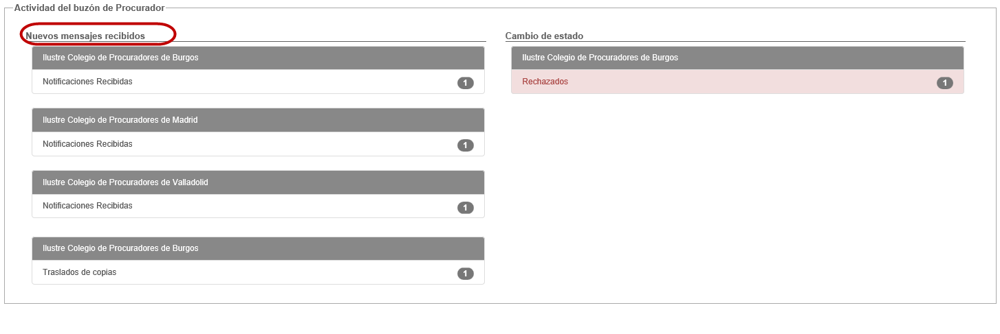 Actividad del buzón de Procurador
Nuevos mensajes recibidos
Ilustre Colegio de Procuradores de Burgos
Notificaciones Recibidas 1
Ilustre Colegio de Procuradores de Madrid
Notificaciones Recibidas 1
Ilustre Colegio de Procuradores de Valladolid
Notificaciones Recibidas 1
Ilustre Colegio de Procuradores de Burgos
Traslados de copias 1
Cambio de estado
Ilustre Colegio de Procuradores de Burgos
Rechazados 1